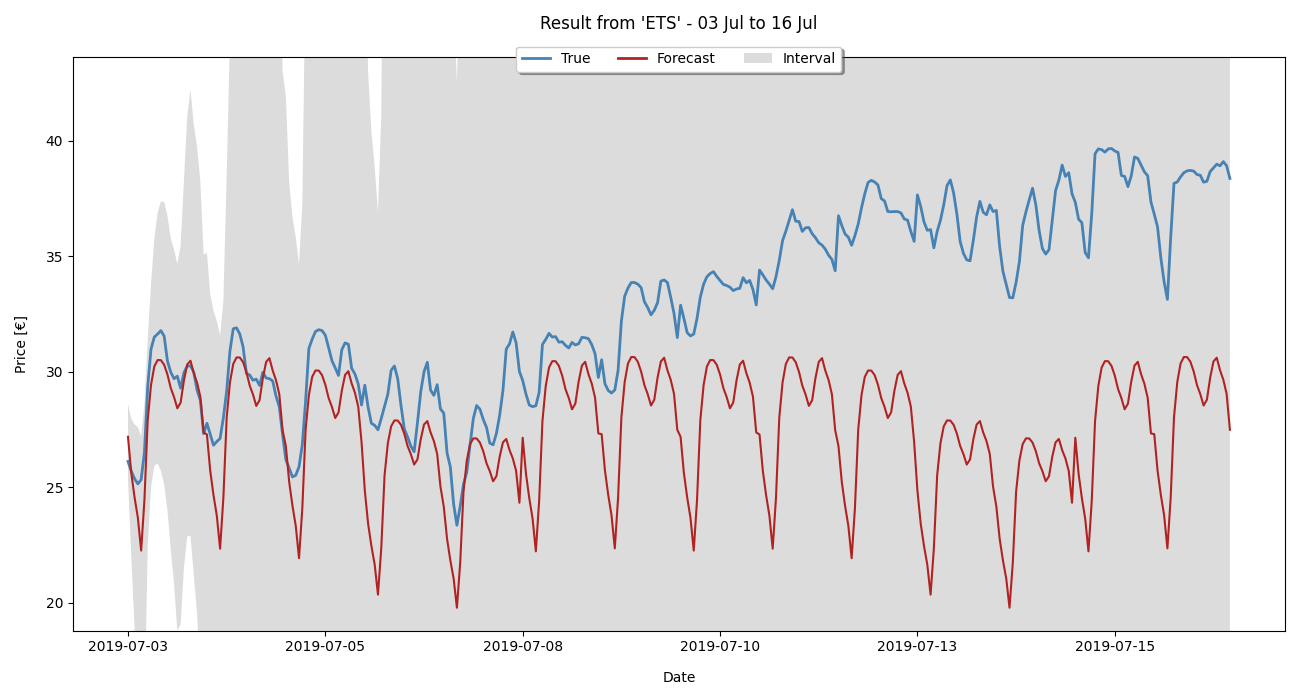 Result from 'ETS' - 03 Jul to 16 Jul
True Forecast Interval
Price [€]
40
35
30
25
20
2019-07-03 2019-07-05 2019-07-08 2019-07-10 2019-07-13 2019-07-15
Date